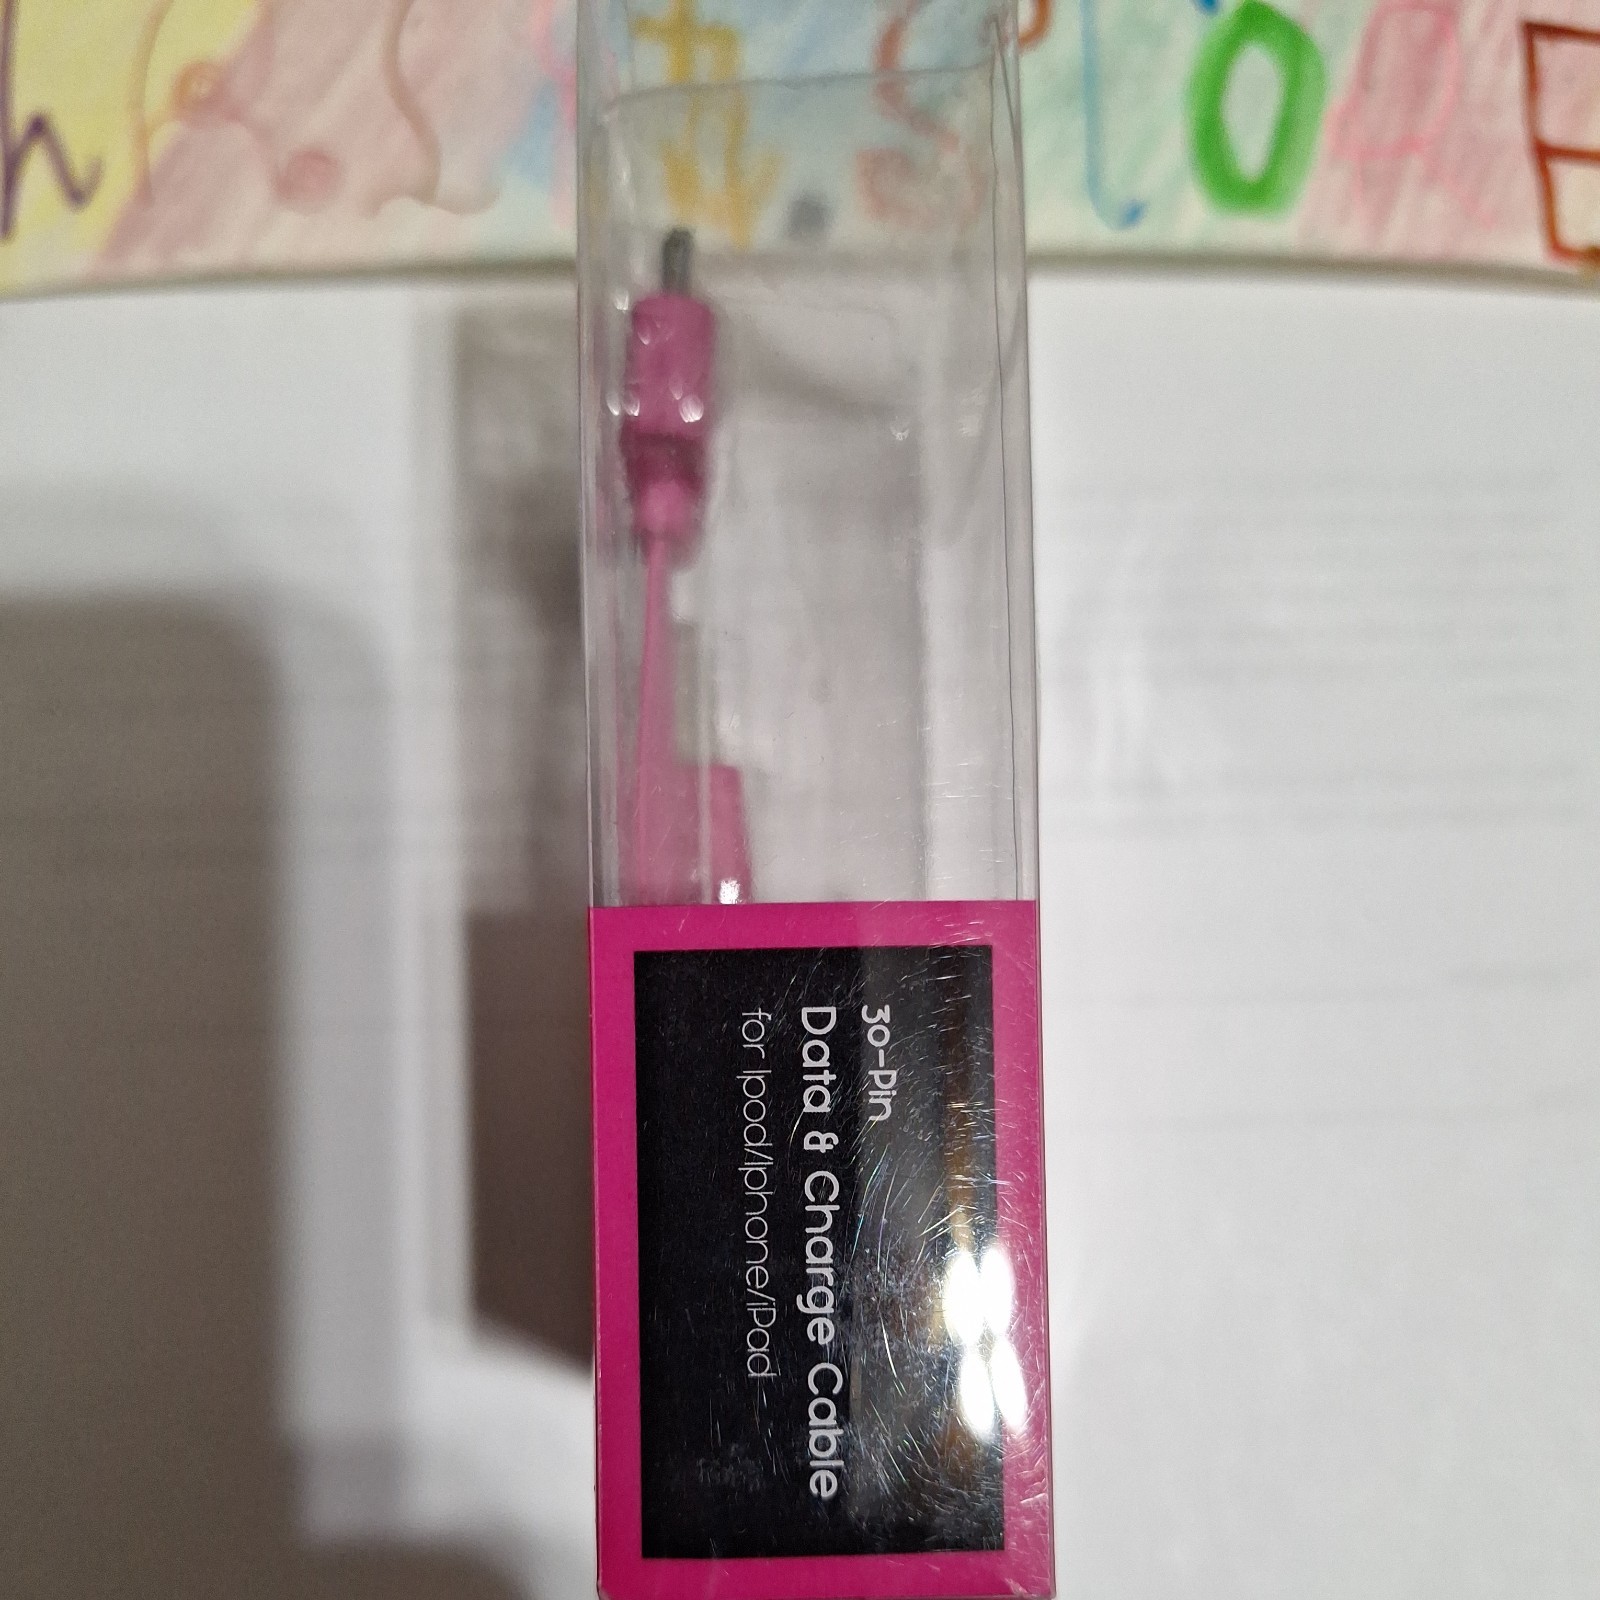 30-Pin
Data & Charge Cable
for Ipod/Iphone/iPad